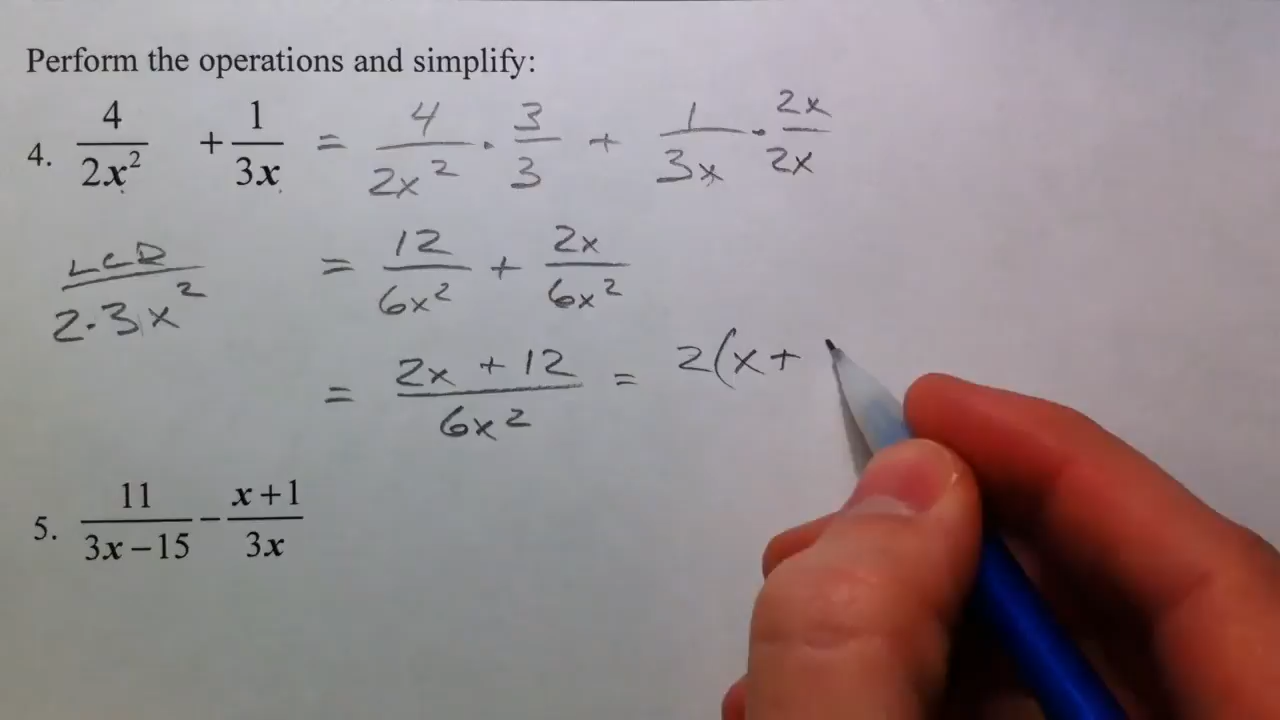 Perform the operations and simplify:
4. 4/2x² + 1/3x = 4/2x² · 3/3 + 1/3x · 2x/2x
LCD
2·3x²
= 12/6x² + 2x/6x²
= 2x + 12/6x² = 2(x +
5. 11/3x−15 − x+1/3x